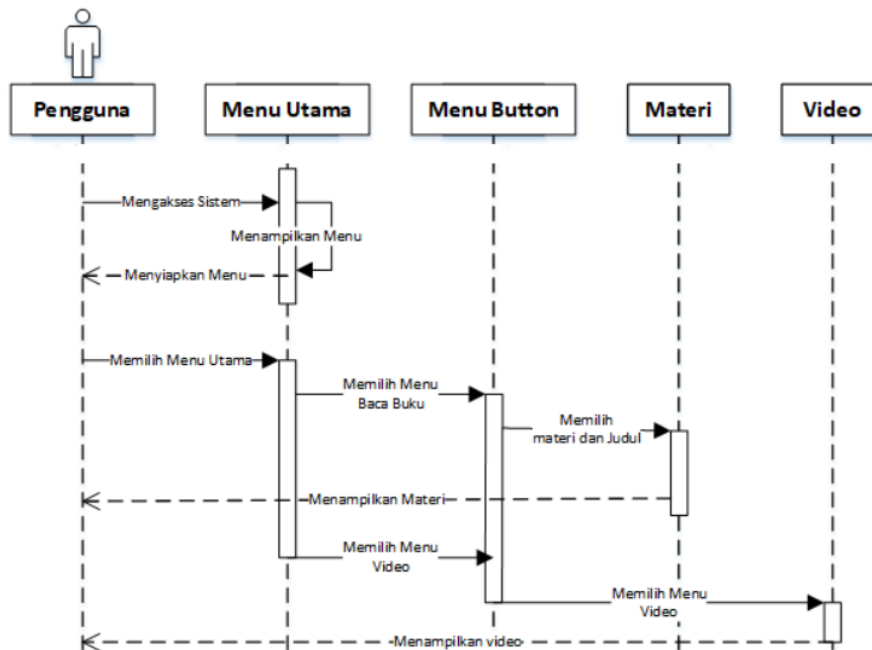 Pengguna
Menu Utama
Menu Button
Materi
Video
Mengakses Sistem
Menampilkan Menu
Menyiapkan Menu
Memilih Menu Utama
Memilih Menu
Baca Buku
Memilih
materi dan Judul
Menampilkan Materi
Memilih Menu
Video
Memilih Menu
Video
Menampilkan video